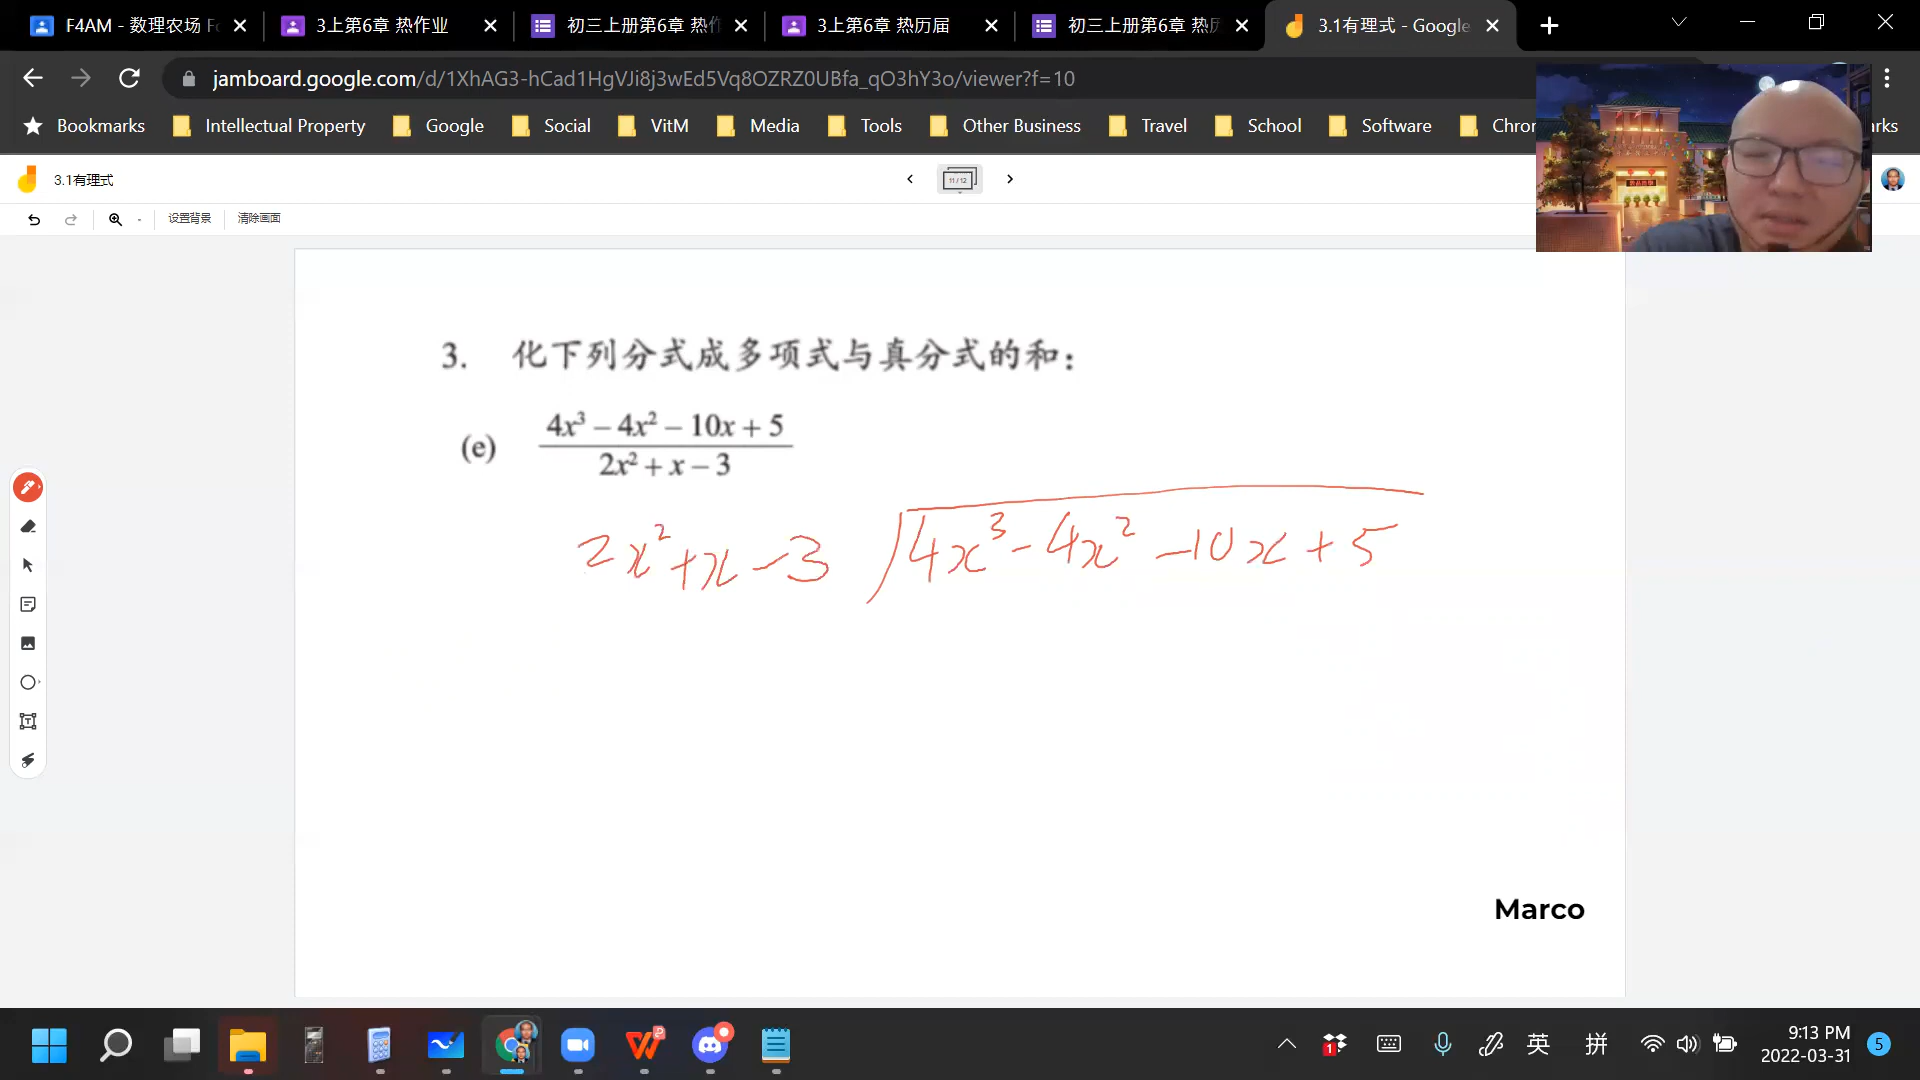 F4AM - 数理农场 Fo
3上第6章 热作业
初三上册第6章 热作
3上第6章 热历届
初三上册第6章 热历
3.1有理式 - Google
jamboard.google.com/d/1XhAG3-hCad1HgVJi8j3wEd5Vq8OZRZ0UBfa_qO3hY3o/viewer?f=10
Bookmarks Intellectual Property Google Social VitM Media Tools Other Business Travel School Software Chro rks
3.1有理式
11 / 12
设置背景 清除画面
3. 化下列分式成多项式与真分式的和：
(e) 4x³ – 4x² – 10x + 5
2x² + x – 3
2x² + x – 3 4x³ – 4x² – 10x + 5
Marco
英 拼
9:13 PM
2022-03-31
5
1